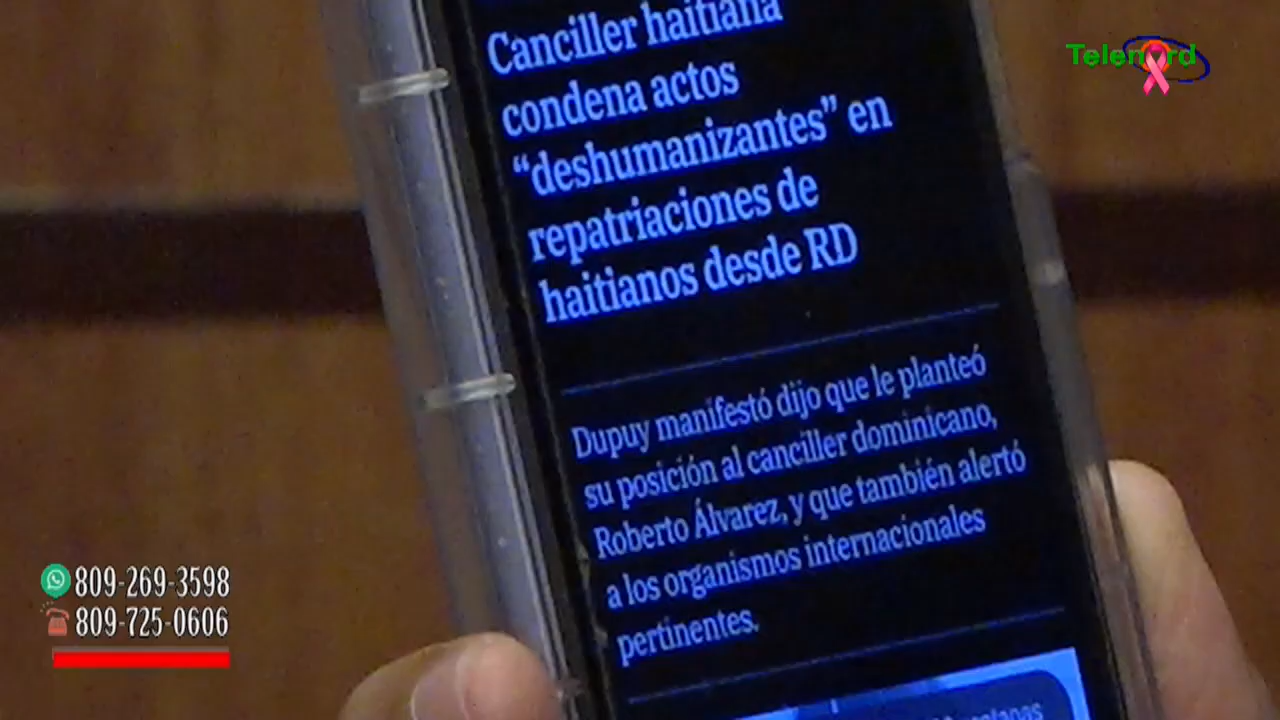 Telenord
Canciller haitiana
condena actos
“deshumanizantes” en
repatriaciones de
haitianos desde RD
Dupuy manifestó dijo que le planteó
su posición al canciller dominicano,
Roberto Álvarez, y que también alertó
a los organismos internacionales
pertinentes.
809-269-3598
809-725-0606